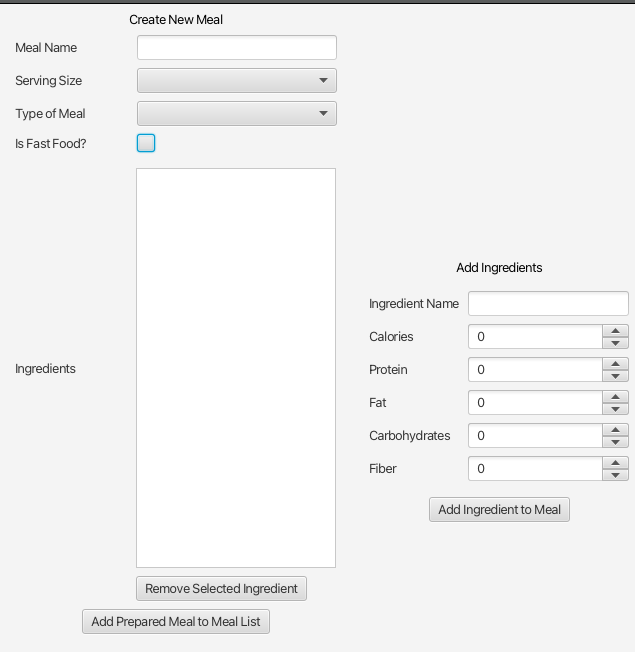 Create New Meal
Meal Name
Serving Size
Type of Meal
Is Fast Food?
Ingredients
Remove Selected Ingredient
Add Prepared Meal to Meal List
Add Ingredients
Ingredient Name
Calories 0
Protein 0
Fat 0
Carbohydrates 0
Fiber 0
Add Ingredient to Meal